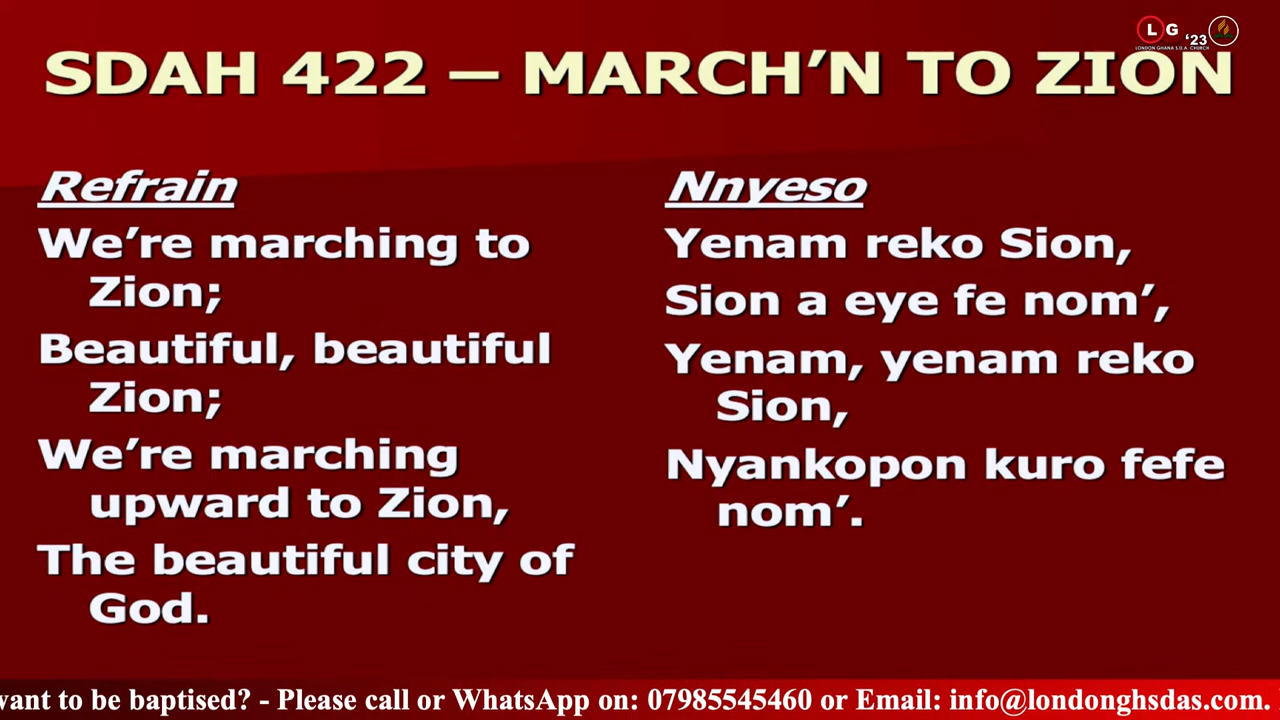 L G '23
LONDON GHANA S.D.A. CHURCH
SDAH 422 – MARCH’N TO ZION
Refrain
We’re marching to
Zion;
Beautiful, beautiful
Zion;
We’re marching
upward to Zion,
The beautiful city of
God.
Nnyeso
Yenam reko Sion,
Sion a eye fe nom’,
Yenam, yenam reko
Sion,
Nyankopon kuro fefe
nom’.
want to be baptised? - Please call or WhatsApp on: 07985545460 or Email: info@londonghsdas.com.